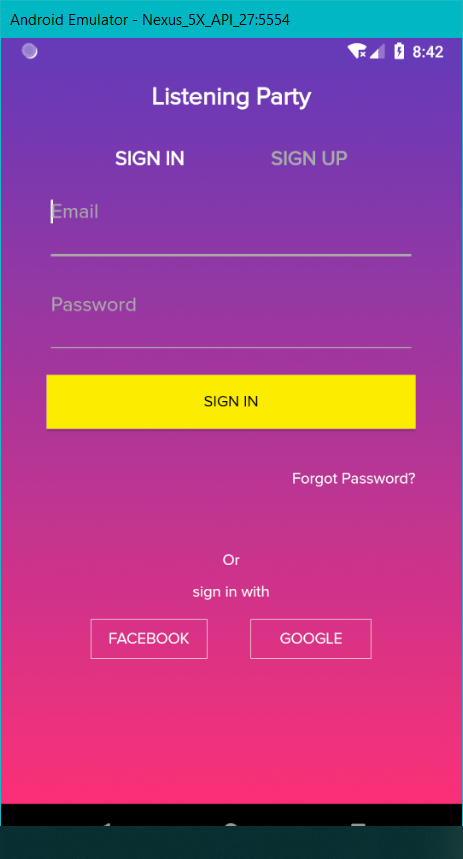 Android Emulator - Nexus_5X_API_27:5554
8:42
Listening Party
SIGN IN SIGN UP
Email
Password
SIGN IN
Forgot Password?
Or
sign in with
FACEBOOK GOOGLE